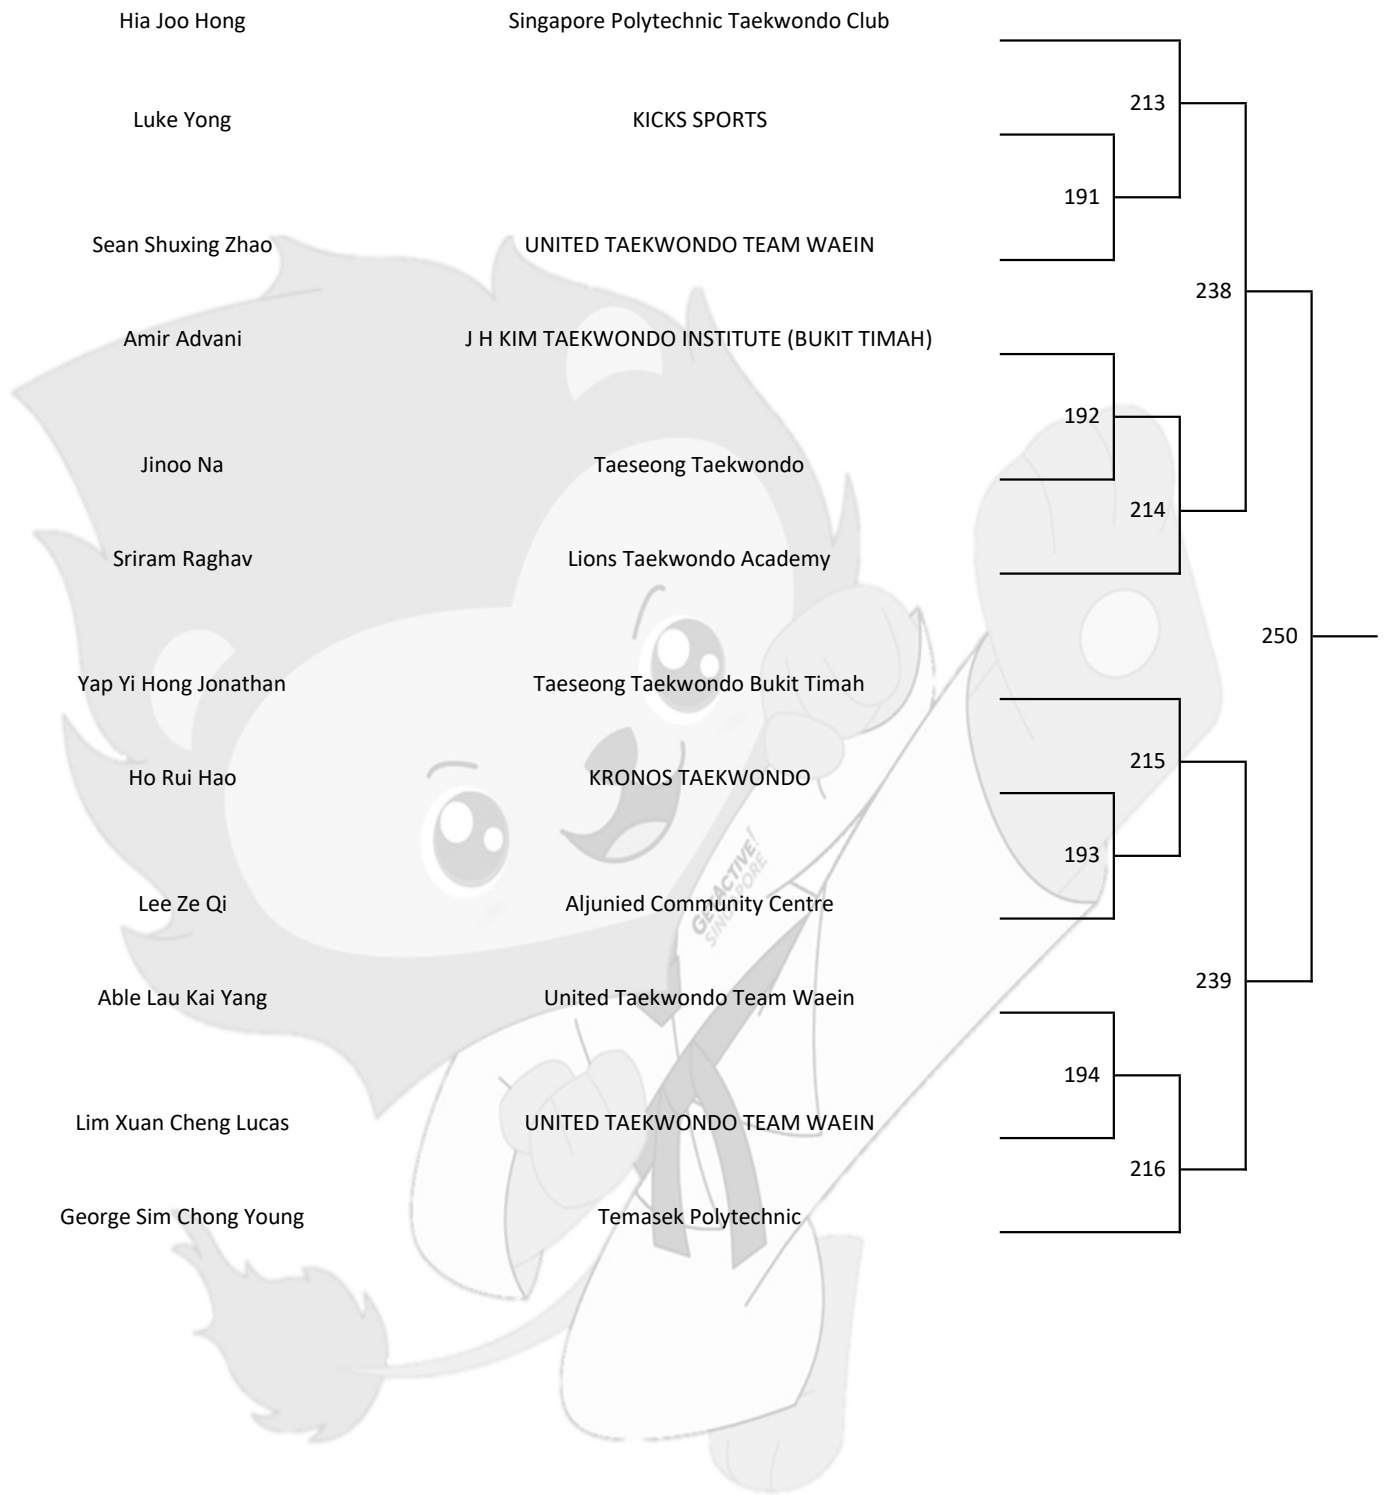 Hia Joo Hong Singapore Polytechnic Taekwondo Club
213
Luke Yong KICKS SPORTS
191
Sean Shuxing Zhao UNITED TAEKWONDO TEAM WAEIN
238
Amir Advani J H KIM TAEKWONDO INSTITUTE (BUKIT TIMAH)
192
Jinoo Na Taeseong Taekwondo
214
Sriram Raghav Lions Taekwondo Academy
250
Yap Yi Hong Jonathan Taeseong Taekwondo Bukit Timah
215
Ho Rui Hao KRONOS TAEKWONDO
193
GETACTIVE!
SINGAPORE
Lee Ze Qi Aljunied Community Centre
239
Able Lau Kai Yang United Taekwondo Team Waein
194
Lim Xuan Cheng Lucas UNITED TAEKWONDO TEAM WAEIN
216
George Sim Chong Young Temasek Polytechnic